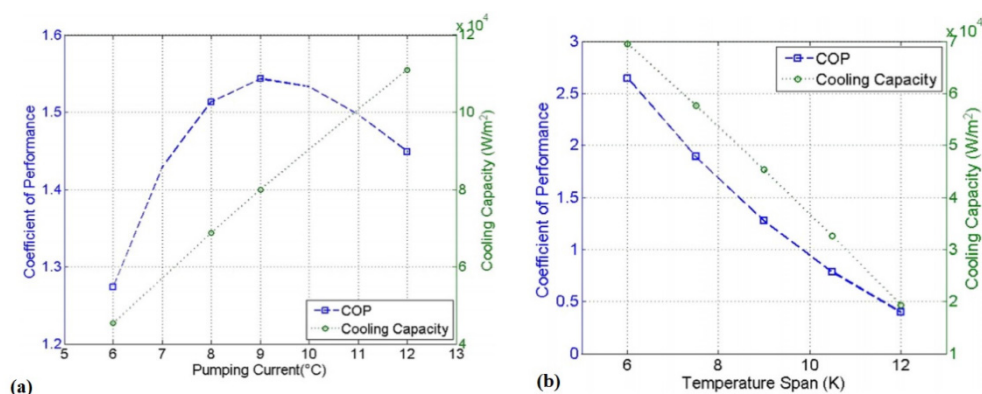 1.6
1.5
1.4
1.3
1.2
Coefficient of Performance
5 6 7 8 9 10 11 12 13
Pumping Current(°C)
x 10⁴
12
10
8
6
4
Cooling Capacity (W/m²)
COP
Cooling Capacity
(a)
3
2.5
2
1.5
1
0.5
0
Coefficient of Performance
6 8 10 12
Temperature Span (K)
x 10⁴
7
6
5
4
3
2
1
Cooling Capacity (W/m²)
COP
Cooling Capacity
(b)